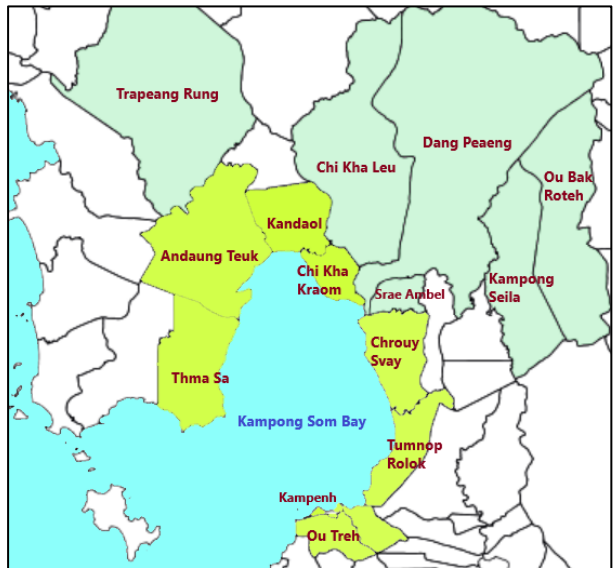 Trapeang Rung
Dang Peaeng
Chi Kha Leu
Ou Bak
Roteh
Kandaol
Andaung Teuk
Chi Kha
Kraom
Srae Ambel
Kampong
Seila
Chrouy
Svay
Thma Sa
Kampong Som Bay
Tumnop
Rolok
Kampenh
Ou Treh